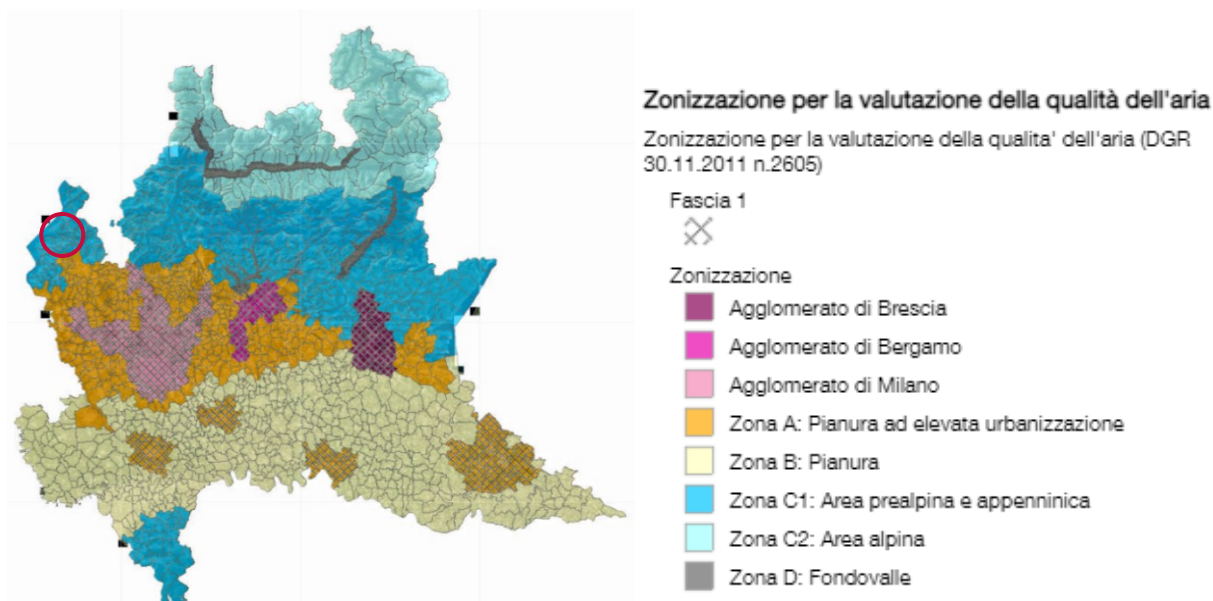 Zonizzazione per la valutazione della qualità dell'aria
Zonizzazione per la valutazione della qualita' dell'aria (DGR
30.11.2011 n.2605)
Fascia 1
Zonizzazione
Agglomerato di Brescia
Agglomerato di Bergamo
Agglomerato di Milano
Zona A: Pianura ad elevata urbanizzazione
Zona B: Pianura
Zona C1: Area prealpina e appenninica
Zona C2: Area alpina
Zona D: Fondovalle